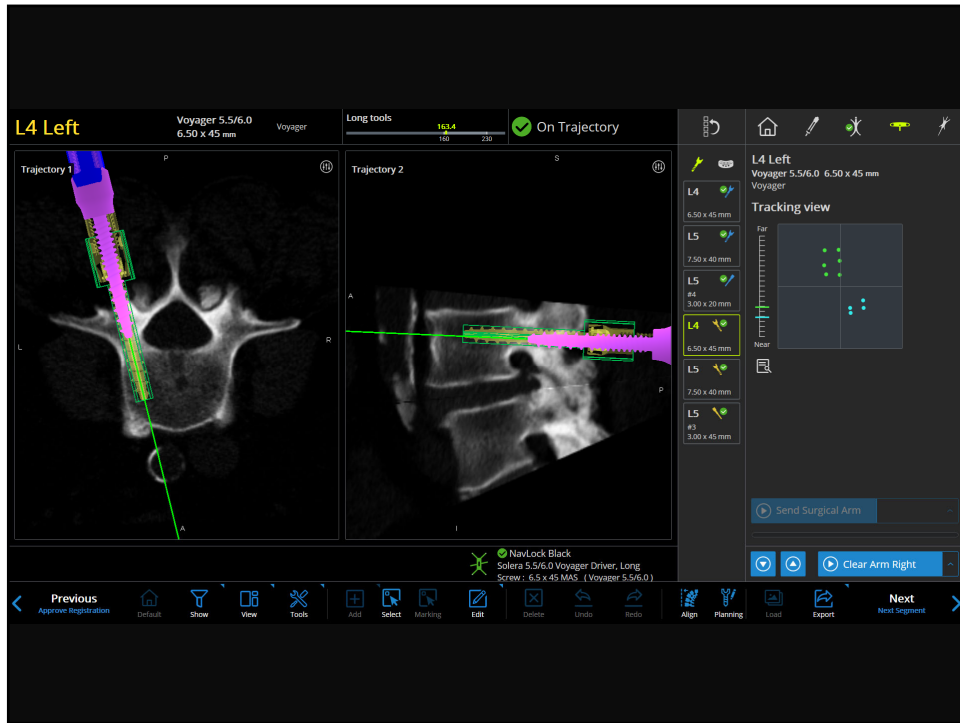 L4 Left
Voyager 5.5/6.0
6.50 x 45 mm
Voyager
Long tools
163.4
160
230
On Trajectory
Trajectory 1
P
L
R
A
Trajectory 2
S
A
P
I
L4
6.50 x 45 mm
L5
7.50 x 40 mm
L5
#4
3.00 x 20 mm
L4
6.50 x 45 mm
L5
7.50 x 40 mm
L5
#3
3.00 x 45 mm
L4 Left
Voyager 5.5/6.0 6.50 x 45 mm
Voyager
Tracking view
Far
Near
Send Surgical Arm
Clear Arm Right
NavLock Black
Solera 5.5/6.0 Voyager Driver, Long
Screw : 6.5 x 45 MAS ( Voyager 5.5/6.0 )
Previous
Approve Registration
Default
Show
View
Tools
Add
Select
Marking
Edit
Delete
Undo
Redo
Align
Planning
Load
Export
Next
Next Segment